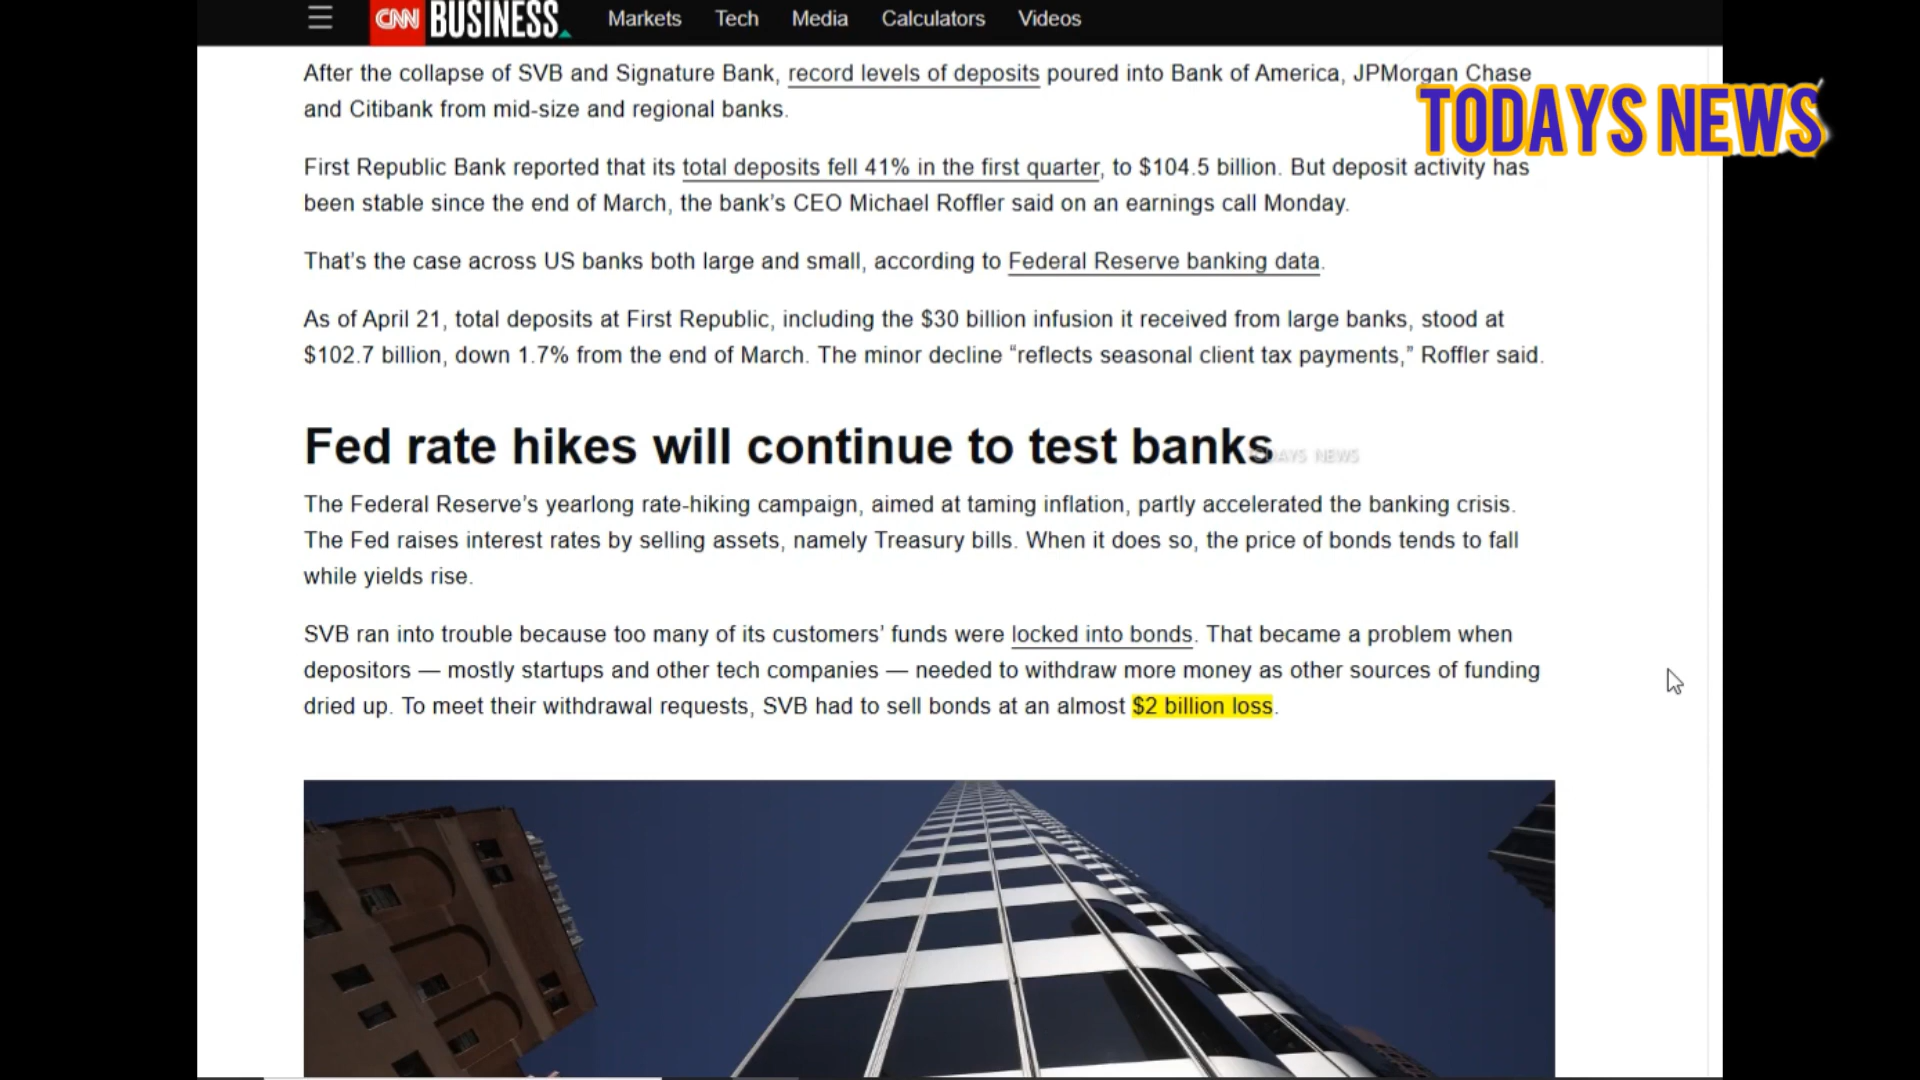 CNN BUSINESS Markets Tech Media Calculators Videos
After the collapse of SVB and Signature Bank, record levels of deposits poured into Bank of America, JPMorgan Chase
and Citibank from mid-size and regional banks.
TODAYS NEWS
First Republic Bank reported that its total deposits fell 41% in the first quarter, to $104.5 billion. But deposit activity has
been stable since the end of March, the bank’s CEO Michael Roffler said on an earnings call Monday.
That’s the case across US banks both large and small, according to Federal Reserve banking data.
As of April 21, total deposits at First Republic, including the $30 billion infusion it received from large banks, stood at
$102.7 billion, down 1.7% from the end of March. The minor decline “reflects seasonal client tax payments,” Roffler said.
Fed rate hikes will continue to test banks
TODAYS NEWS
The Federal Reserve’s yearlong rate-hiking campaign, aimed at taming inflation, partly accelerated the banking crisis.
The Fed raises interest rates by selling assets, namely Treasury bills. When it does so, the price of bonds tends to fall
while yields rise.
SVB ran into trouble because too many of its customers’ funds were locked into bonds. That became a problem when
depositors — mostly startups and other tech companies — needed to withdraw more money as other sources of funding
dried up. To meet their withdrawal requests, SVB had to sell bonds at an almost $2 billion loss.